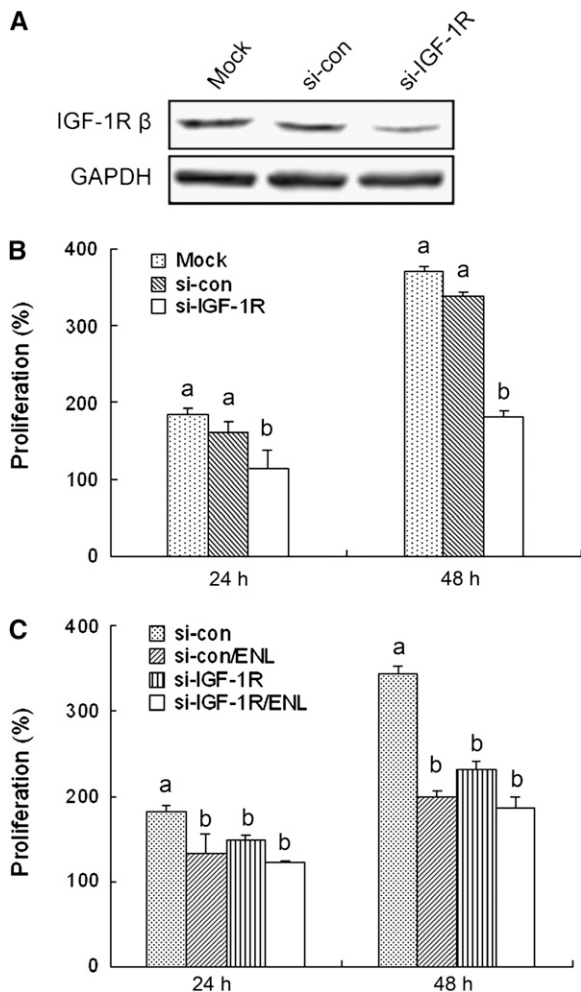 A
Mock si-con si-IGF-1R
IGF-1R β
GAPDH
B
Proliferation (%)
400
300
200
100
0
Mock
si-con
si-IGF-1R
a a b
a a b
24 h 48 h
C
Proliferation (%)
400
300
200
100
0
si-con
si-con/ENL
si-IGF-1R
si-IGF-1R/ENL
a b b b
a b b b
24 h 48 h